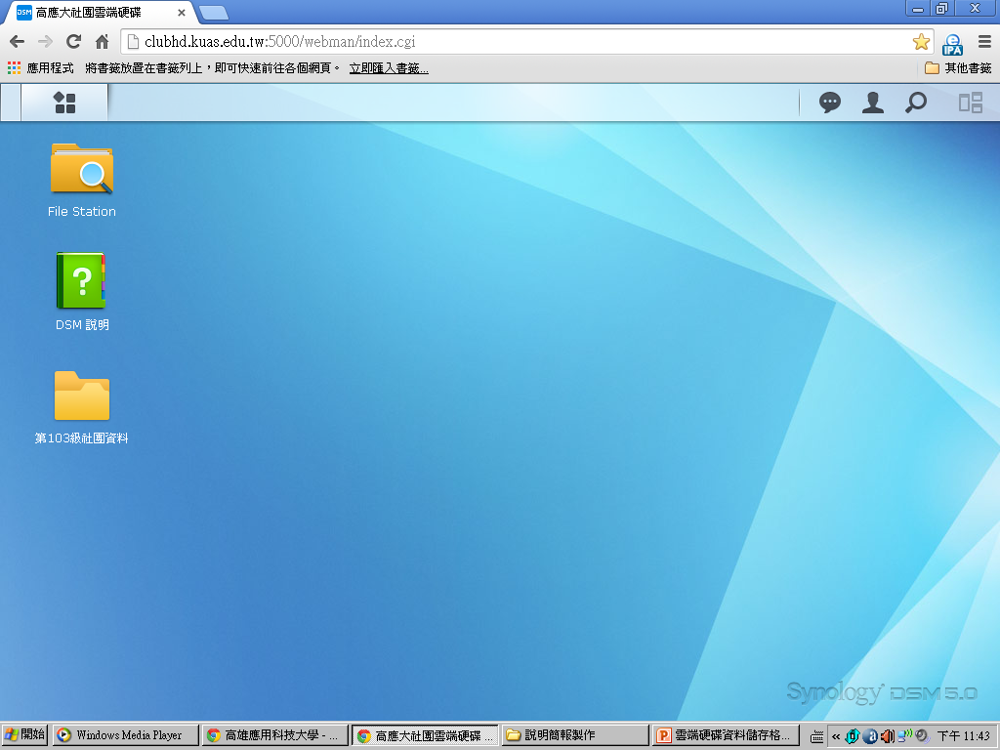 DSM 高應大社團雲端硬碟
clubhd.kuas.edu.tw:5000/webman/index.cgi
IPA
應用程式 將書籤放置在書籤列上，即可快速前往各個網頁。 立即匯入書籤... 其他書籤
File Station
DSM 說明
第103級社團資料
Synology DSM 5.0
開始 Windows Media Player 高雄應用科技大學 - ... 高應大社團雲端硬碟 ... 說明簡報製作 雲端硬碟資料儲存格... 下午 11:43